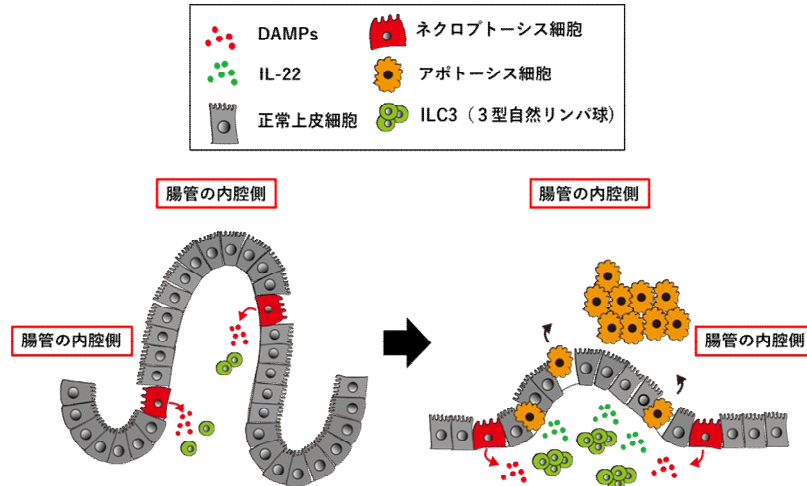 DAMPs
ネクロプトーシス細胞
IL-22
アポトーシス細胞
正常上皮細胞
ILC3（３型自然リンパ球)
腸管の内腔側
腸管の内腔側
腸管の内腔側
腸管の内腔側